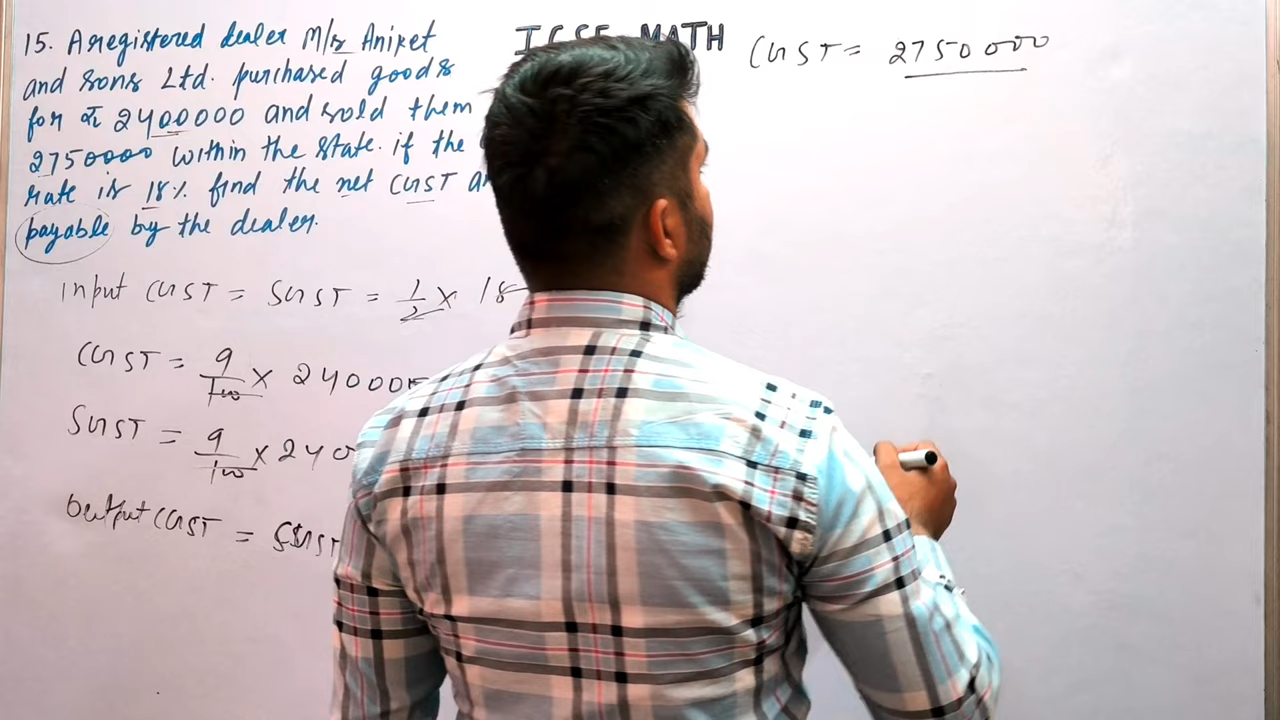 15. A registered dealer M/s Aniket
and sons Ltd. purchased goods
for ₹ 2400000 and sold them
2750000 within the state. if the
rate is 18% find the net CGST
payable by the dealer.
ICSE MATH
input CGST = SGST = 1/2 × 18
CGST = 9/100 × 24000
SGST = 9/100 × 240
Output CGST = SGST
CGST = 2750000